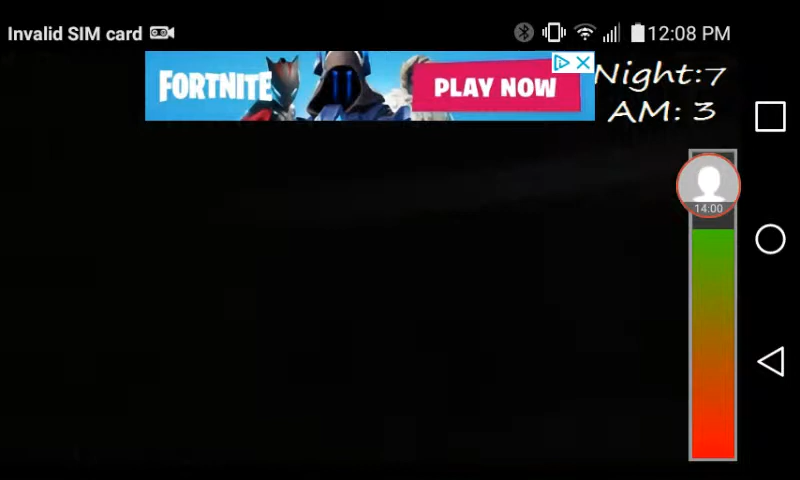 Invalid SIM card
12:08 PM
FORTNITE
PLAY NOW
Night:7
AM: 3
14:00